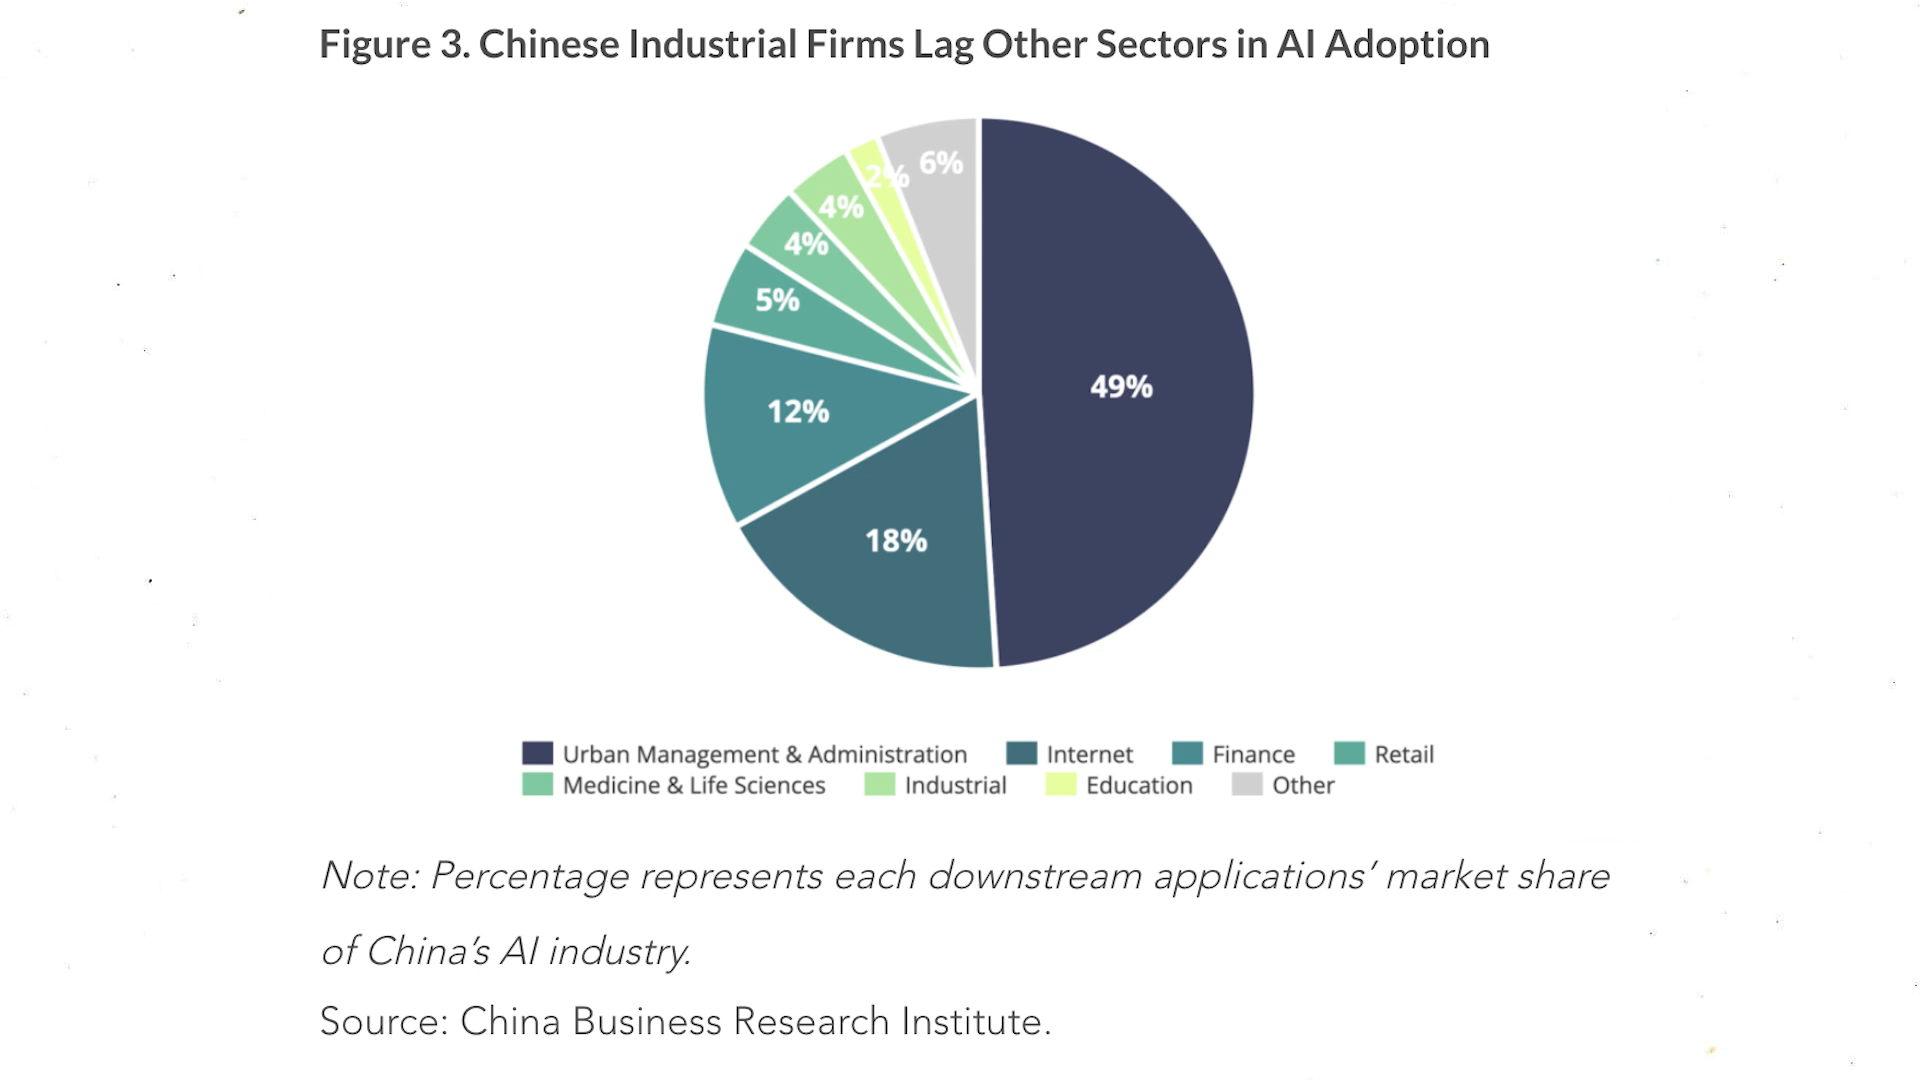 Figure 3. Chinese Industrial Firms Lag Other Sectors in AI Adoption
6%
2%
4%
4%
5%
49%
12%
18%
Urban Management & Administration Internet Finance Retail
Medicine & Life Sciences Industrial Education Other
Note: Percentage represents each downstream applications’ market share
of China’s AI industry.
Source: China Business Research Institute.